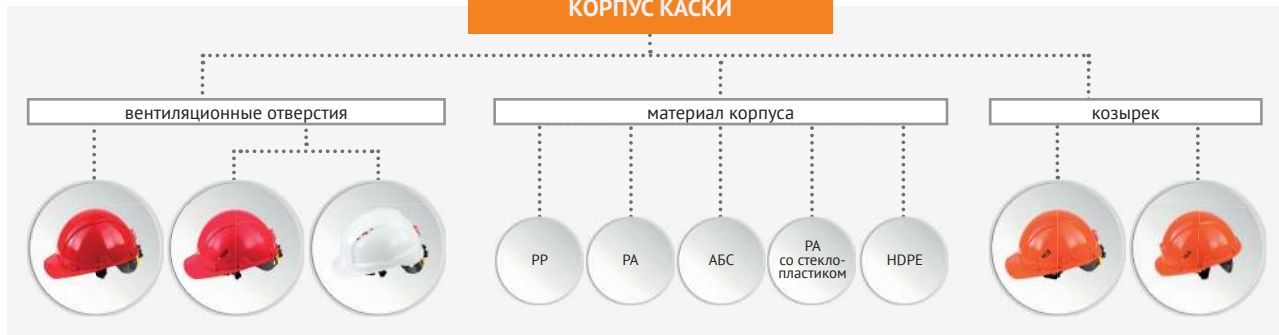 КОРПУС КАСКИ
вентиляционные отверстия
материал корпуса
козырек
PP
PA
АБС
PA
со стекло-
пластиком
HDPE